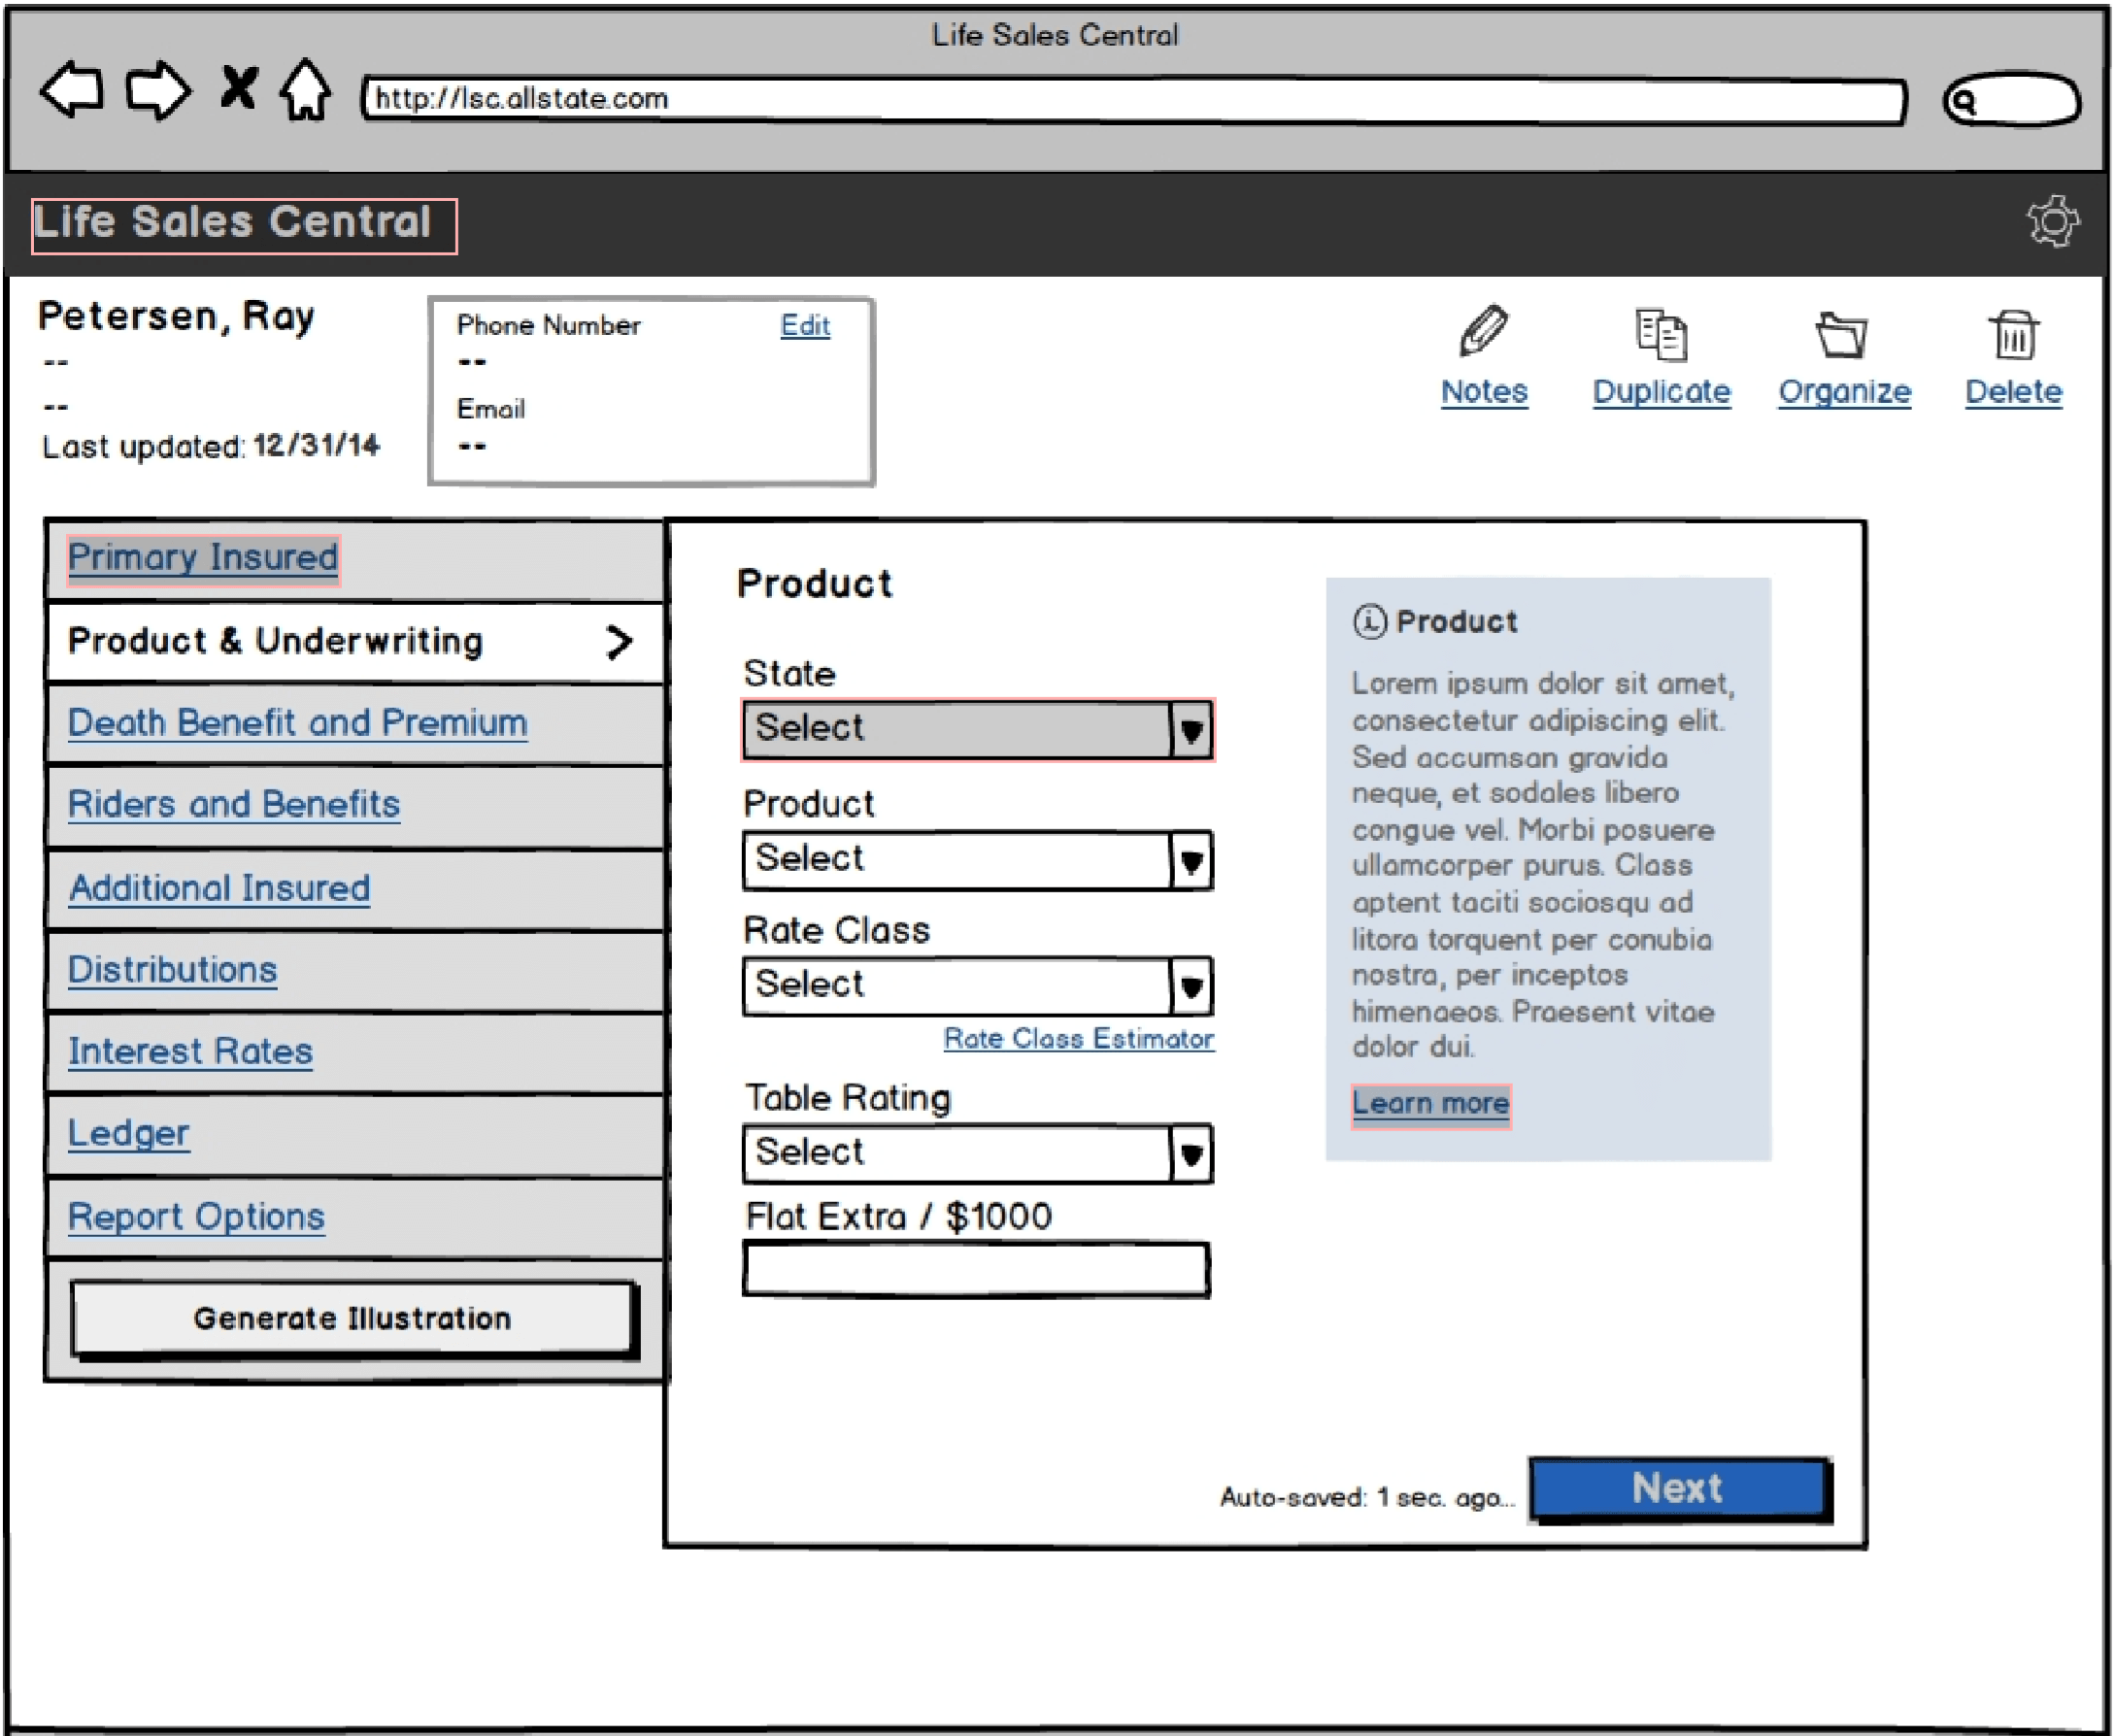 Life Sales Central
http://lsc.allstate.com
Life Sales Central
Petersen, Ray
--
--
Last updated: 12/31/14
Phone Number
Edit
--
Email
--
Notes
Duplicate
Organize
Delete
Primary Insured
Product & Underwriting
Death Benefit and Premium
Riders and Benefits
Additional Insured
Distributions
Interest Rates
Ledger
Report Options
Generate Illustration
Product
State
Select
Product
Select
Rate Class
Select
Rate Class Estimator
Table Rating
Select
Flat Extra / $1000
Product
Lorem ipsum dolor sit amet,
consectetur adipiscing elit.
Sed accumsan gravida
neque, et sodales libero
congue vel. Morbi posuere
ullamcorper purus. Class
aptent taciti sociosqu ad
litora torquent per conubia
nostra, per inceptos
himenaeos. Praesent vitae
dolor dui.
Learn more
Auto-saved: 1 sec. ago...
Next